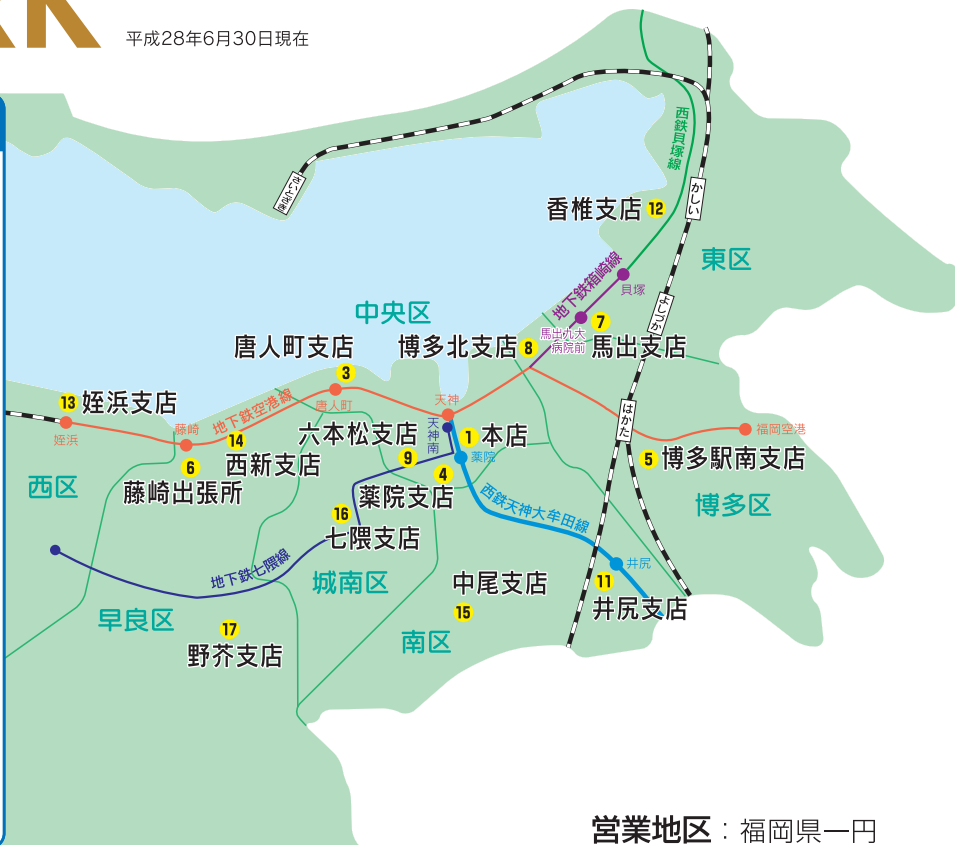 RK
平成28年6月30日現在
西鉄貝塚線
さいとざき
かしい
香椎支店 12
東区
地下鉄箱崎線
貝塚
よしづか
中央区
7
馬出九大
病院前
馬出支店
唐人町支店
3
博多北支店 8
13 姪浜支店
姪浜
地下鉄空港線
唐人町
天神
はかた
福岡空港
藤崎
14
西新支店
六本松支店
9
天神南
1 本店
薬院
5 博多駅南支店
6
藤崎出張所
4
薬院支店
西区
西鉄天神大牟田線
博多区
16
七隈支店
地下鉄七隈線
城南区
井尻
中尾支店
15
11
井尻支店
早良区
17
野芥支店
南区
営業地区：福岡県一円